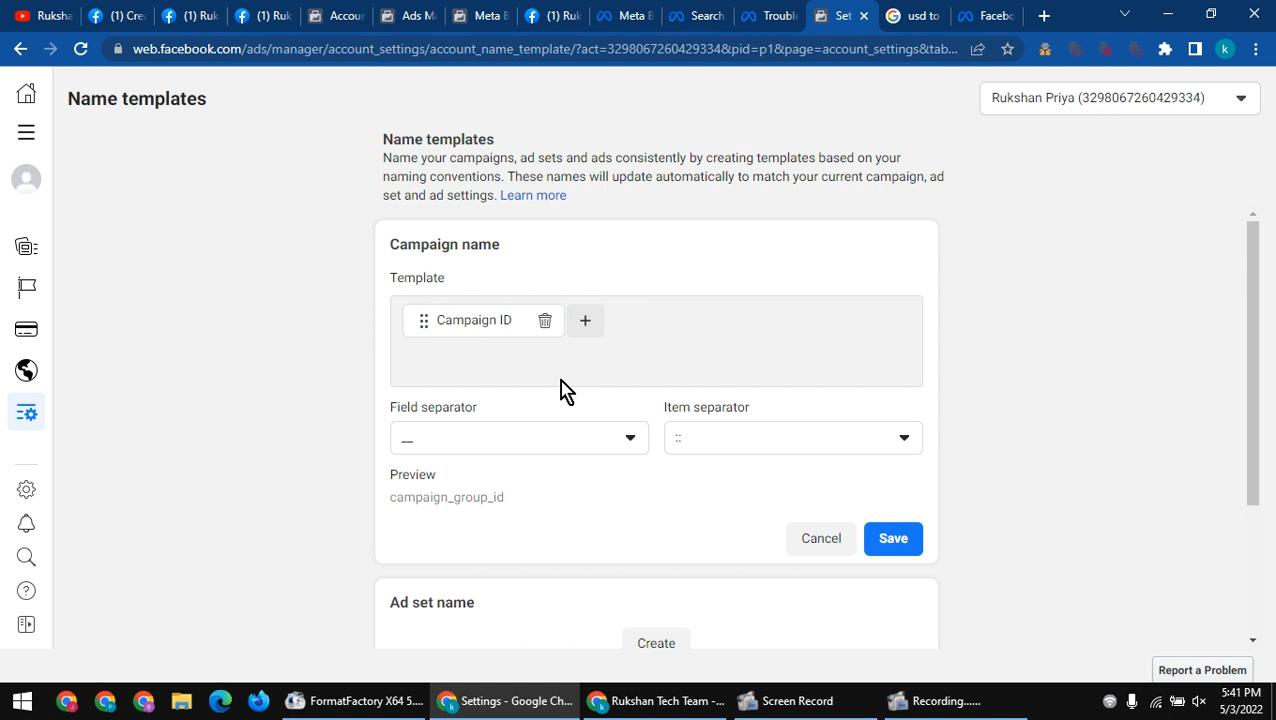 Ruksha
(1) Cre
(1) Ruk
(1) Ruk
Accou
Ads M
Meta B
(1) Ruk
Meta B
Search
Troubl
Set
usd to
Facebo
web.facebook.com/ads/manager/account_settings/account_name_template/?act=3298067260429334&pid=p1&page=account_settings&tab...
k
Name templates
Rukshan Priya (3298067260429334)
Name templates
Name your campaigns, ad sets and ads consistently by creating templates based on your
naming conventions. These names will update automatically to match your current campaign, ad
set and ad settings. Learn more
Campaign name
Template
Campaign ID
Field separator
Item separator
__
::
Preview
campaign_group_id
Cancel
Save
Ad set name
Create
Report a Problem
FormatFactory X64 5....
Settings - Google Ch...
Rukshan Tech Team -...
Screen Record
Recording......
5:41 PM
5/3/2022